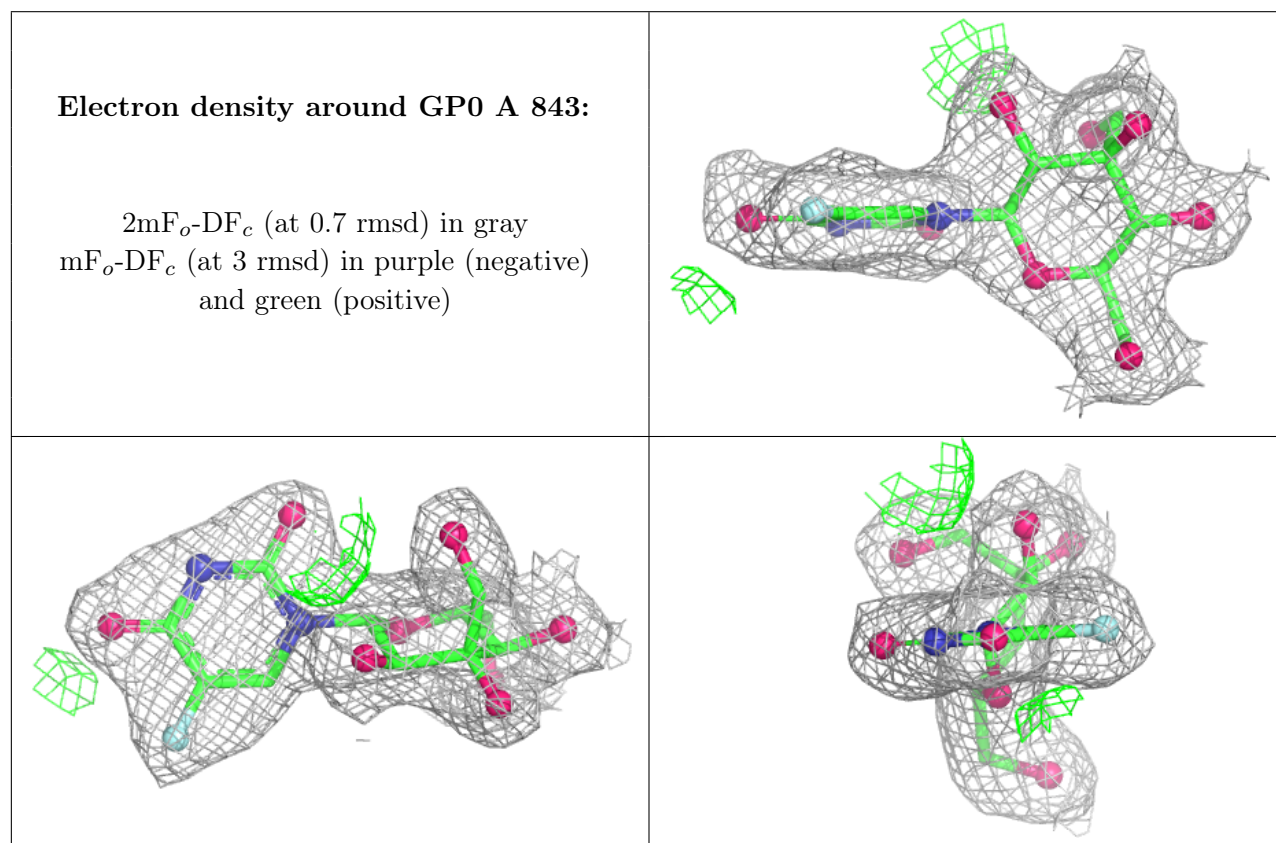 Electron density around GP0 A 843:
2mFo-DFc (at 0.7 rmsd) in gray
mFo-DFc (at 3 rmsd) in purple (negative)
and green (positive)